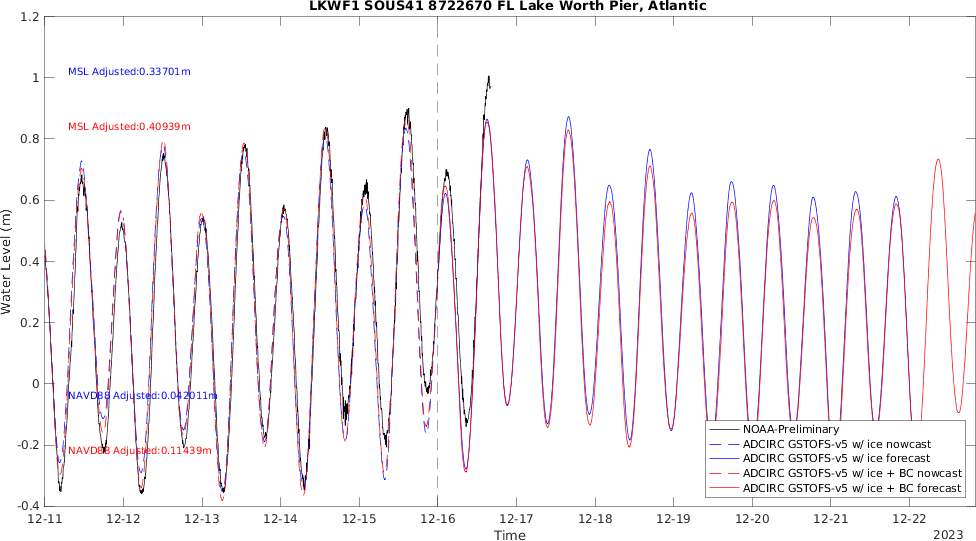 LKWF1 SOUS41 8722670 FL Lake Worth Pier, Atlantic
1.2
1
0.8
0.6
0.4
0.2
0
-0.2
-0.4
Water Level (m)
MSL Adjusted:0.33701m
MSL Adjusted:0.40939m
NAVD88 Adjusted:0.042011m
NAVD88 Adjusted:0.11439m
NOAA-Preliminary
ADCIRC GSTOFS-v5 w/ ice nowcast
ADCIRC GSTOFS-v5 w/ ice forecast
ADCIRC GSTOFS-v5 w/ ice + BC nowcast
ADCIRC GSTOFS-v5 w/ ice + BC forecast
12-11 12-12 12-13 12-14 12-15 12-16 12-17 12-18 12-19 12-20 12-21 12-22
Time
2023